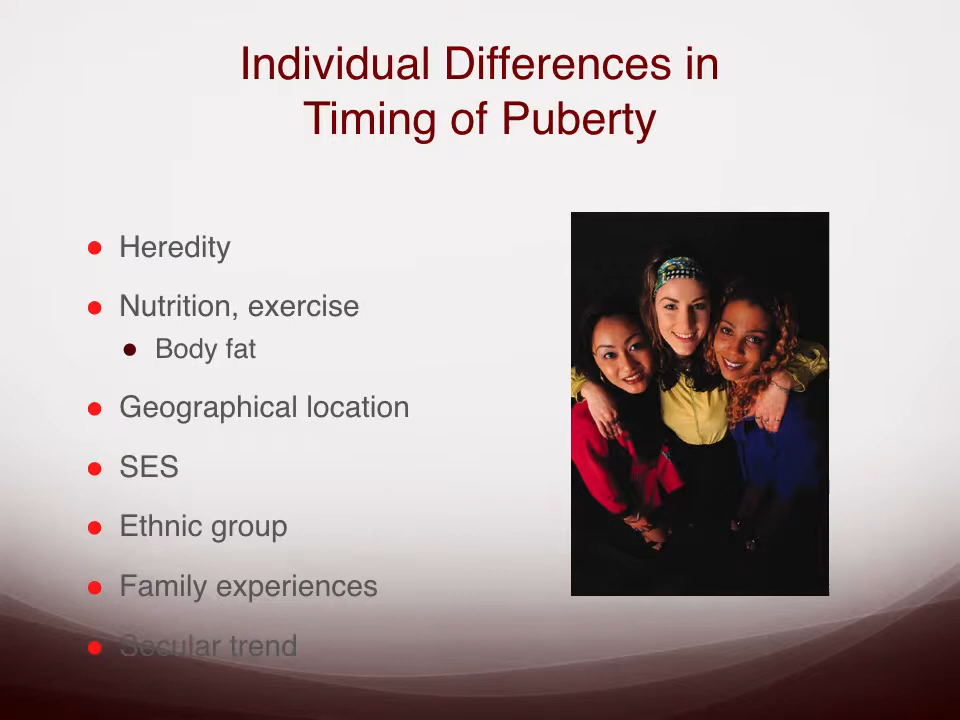 Individual Differences in
Timing of Puberty
Heredity
Nutrition, exercise
Body fat
Geographical location
SES
Ethnic group
Family experiences
Secular trend